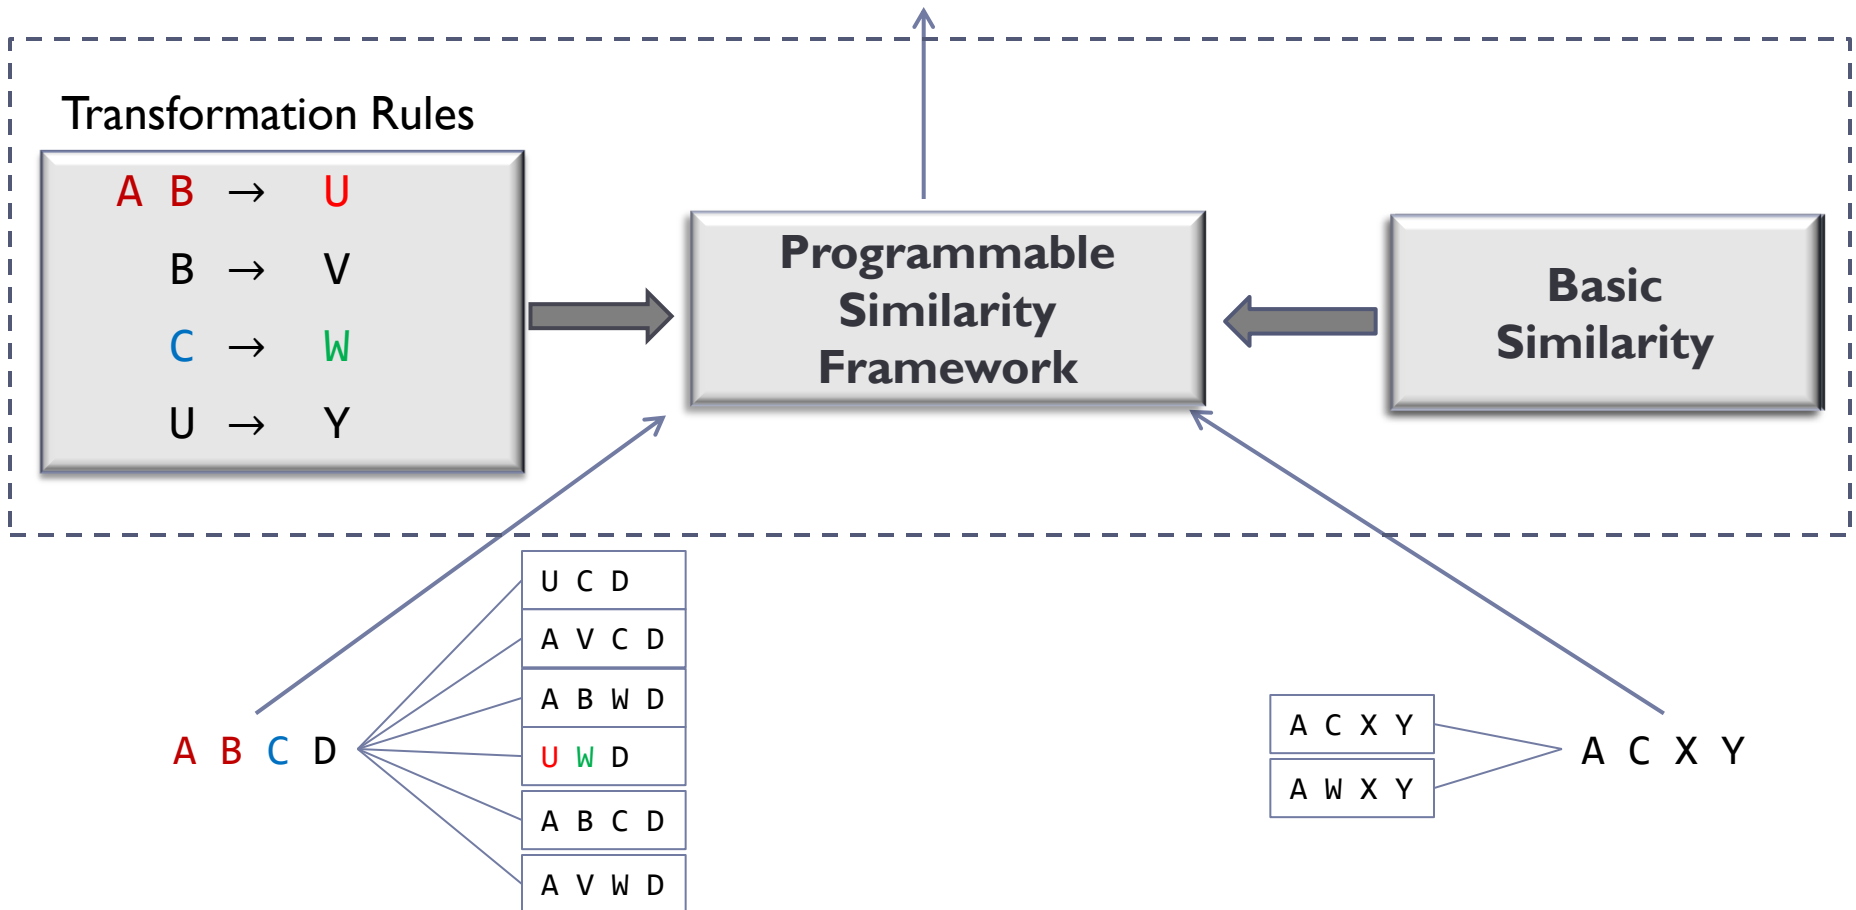 Transformation Rules
A B → U
B → V
C → W
U → Y
Programmable
Similarity
Framework
Basic
Similarity
A B C D
U C D
A V C D
A B W D
U W D
A B C D
A V W D
A C X Y
A W X Y
A C X Y